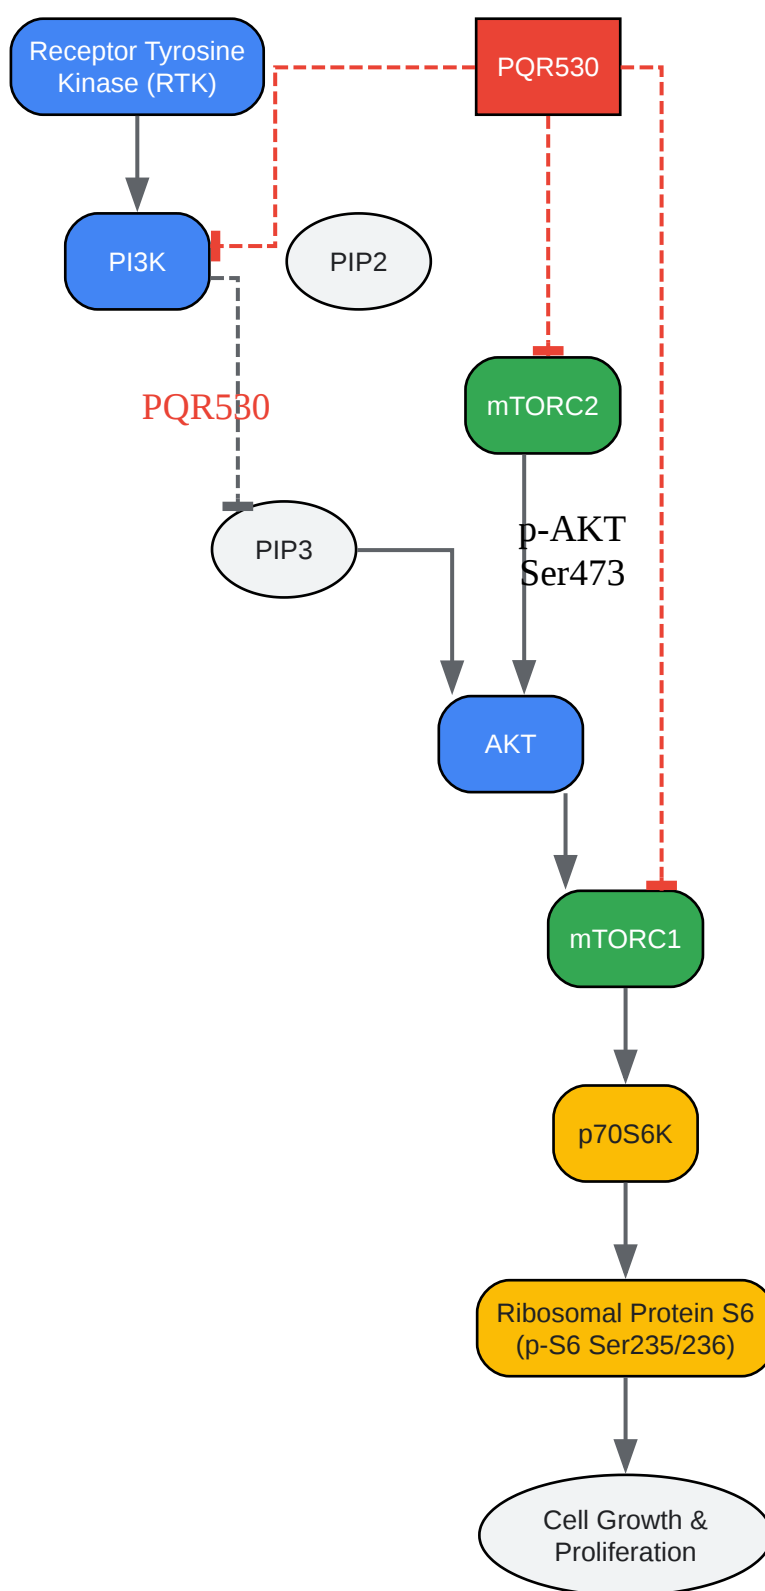 Receptor Tyrosine
Kinase (RTK)
PQR530
PI3K
PIP2
PQR530
mTORC2
p-AKT
Ser473
PIP3
AKT
mTORC1
p70S6K
Ribosomal Protein S6
(p-S6 Ser235/236)
Cell Growth &
Proliferation